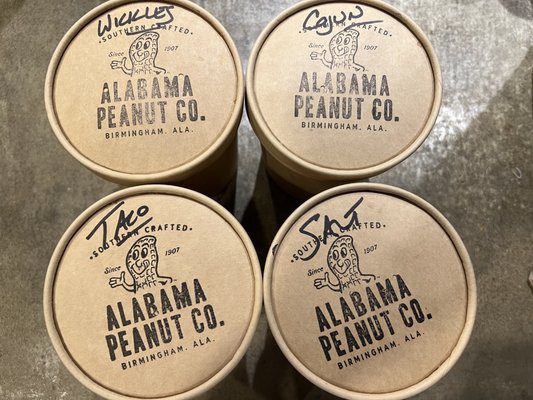 WICKLES
SOUTHERN CRAFTED
Since 1907
ALABAMA
PEANUT CO.
BIRMINGHAM, ALA.
CAJUN
SOUTHERN CRAFTED
Since 1907
ALABAMA
PEANUT CO.
BIRMINGHAM, ALA.
TACO
SOUTHERN CRAFTED
Since 1907
ALABAMA
PEANUT CO.
BIRMINGHAM, ALA.
SALT
SOUTHERN CRAFTED
Since 1907
ALABAMA
PEANUT CO.
BIRMINGHAM, ALA.